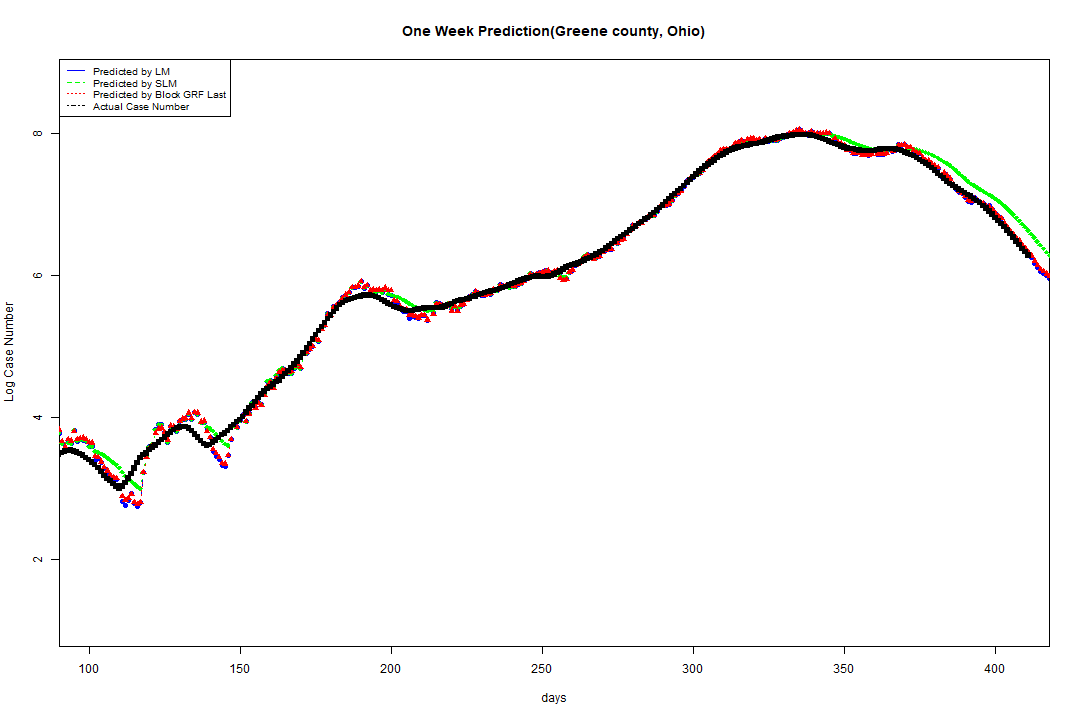 One Week Prediction(Greene county, Ohio)
Predicted by LM
Predicted by SLM
Predicted by Block GRF Last
Actual Case Number
8
6
4
2
Log Case Number
100 150 200 250 300 350 400
days